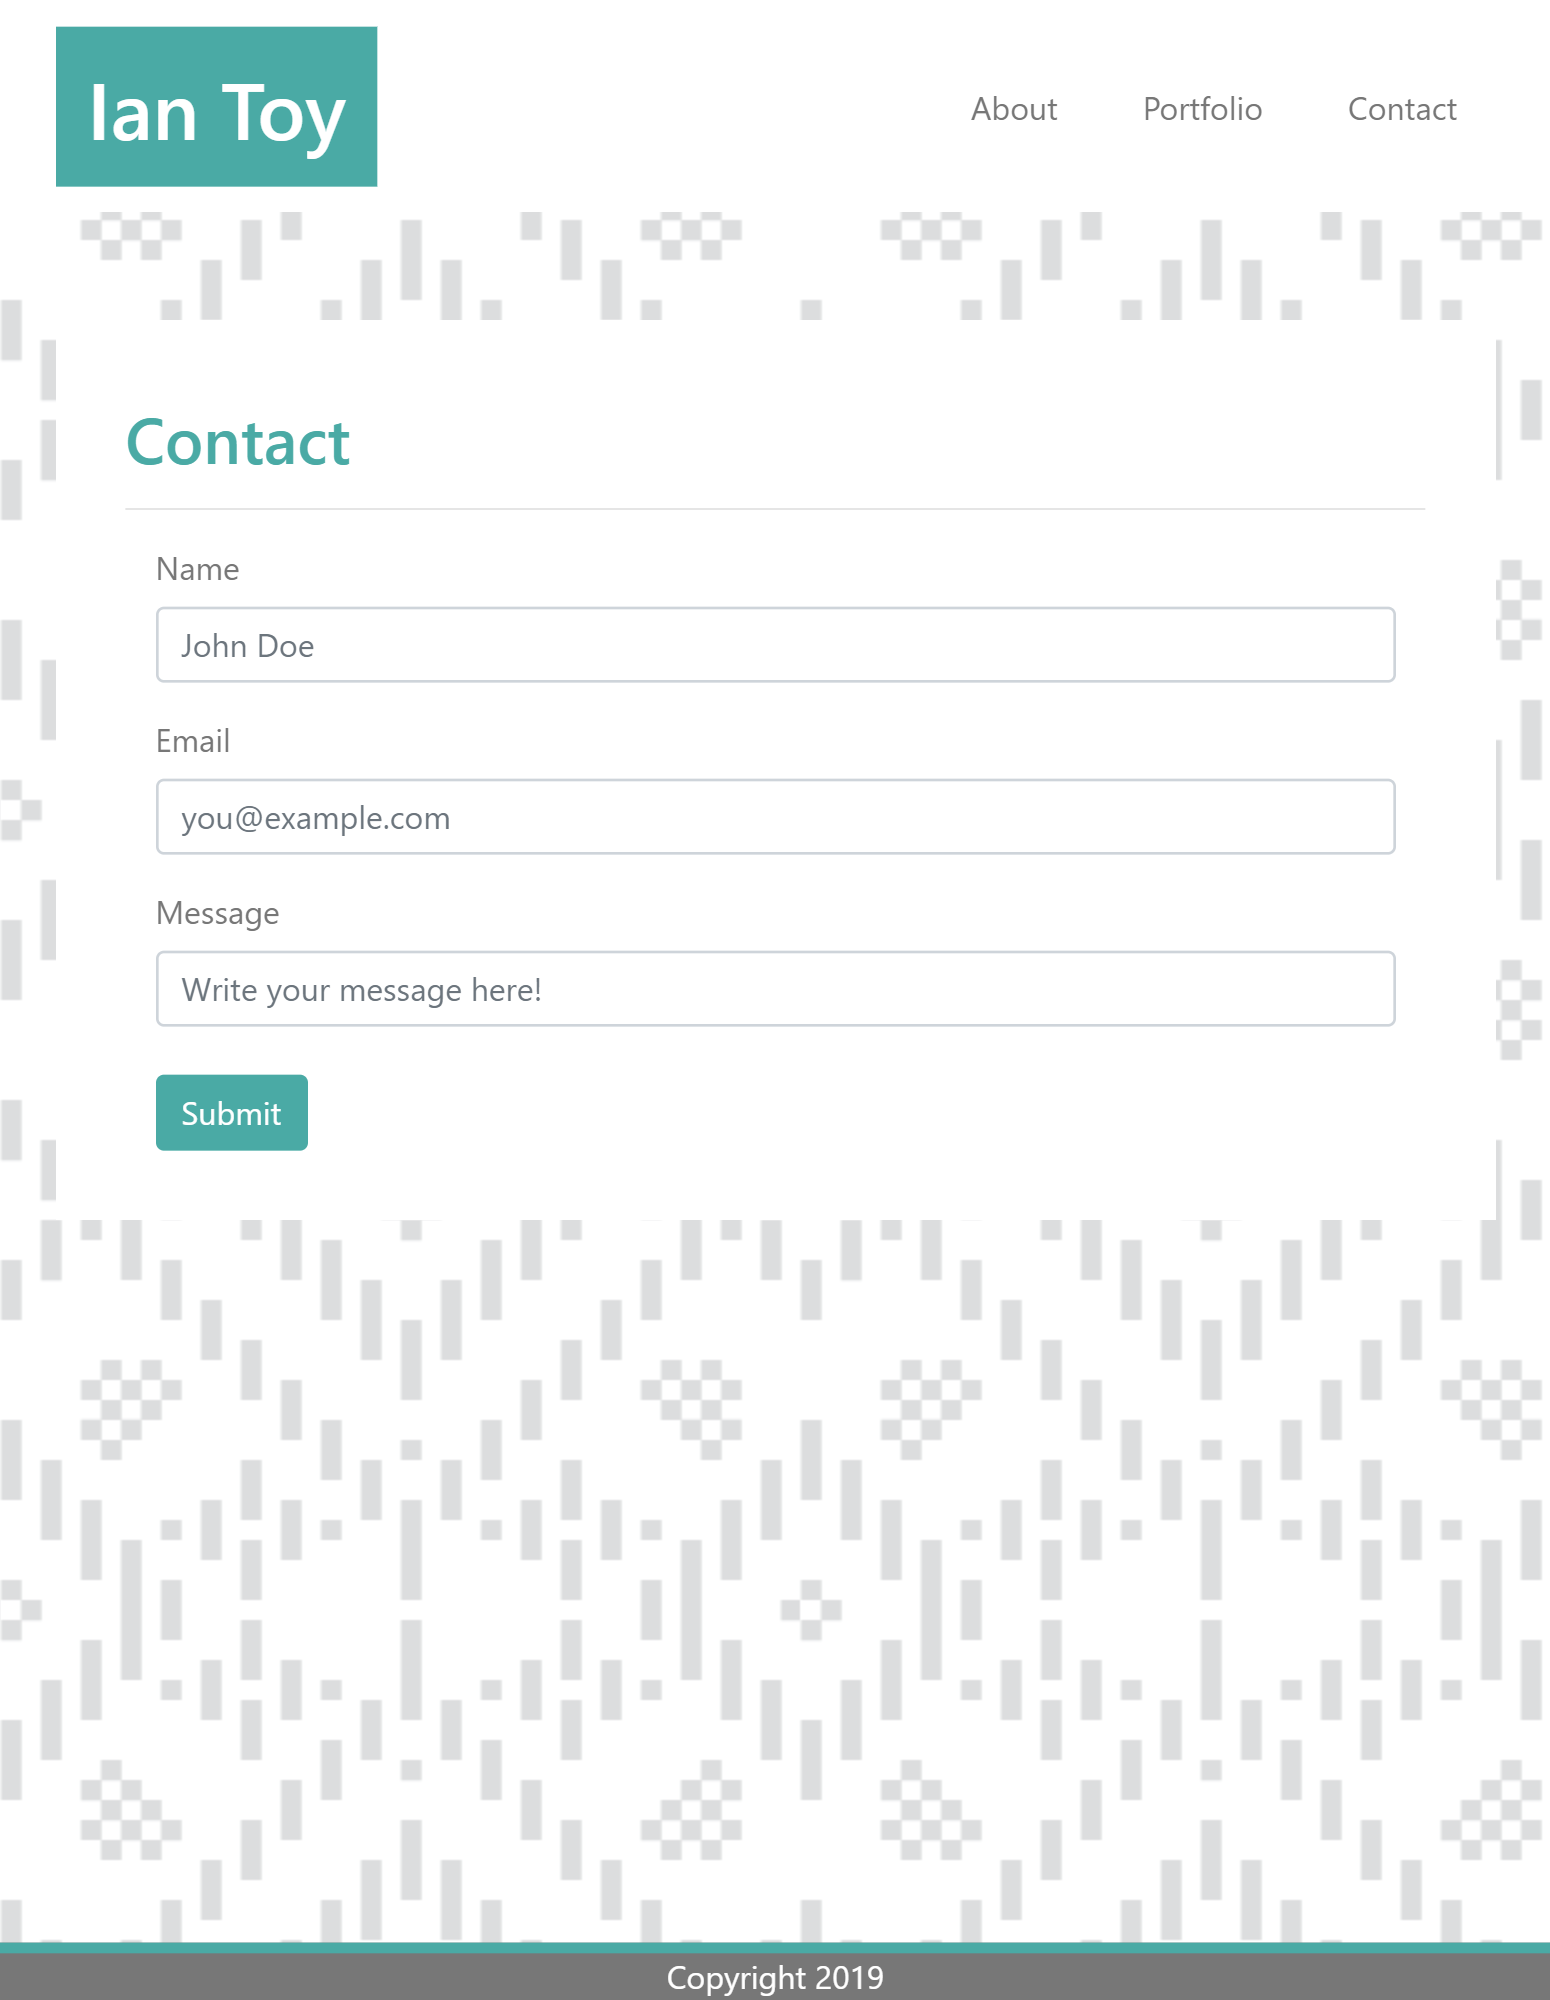 Ian Toy
About Portfolio Contact
Contact
Name
John Doe
Email
you@example.com
Message
Write your message here!
Submit
Copyright 2019